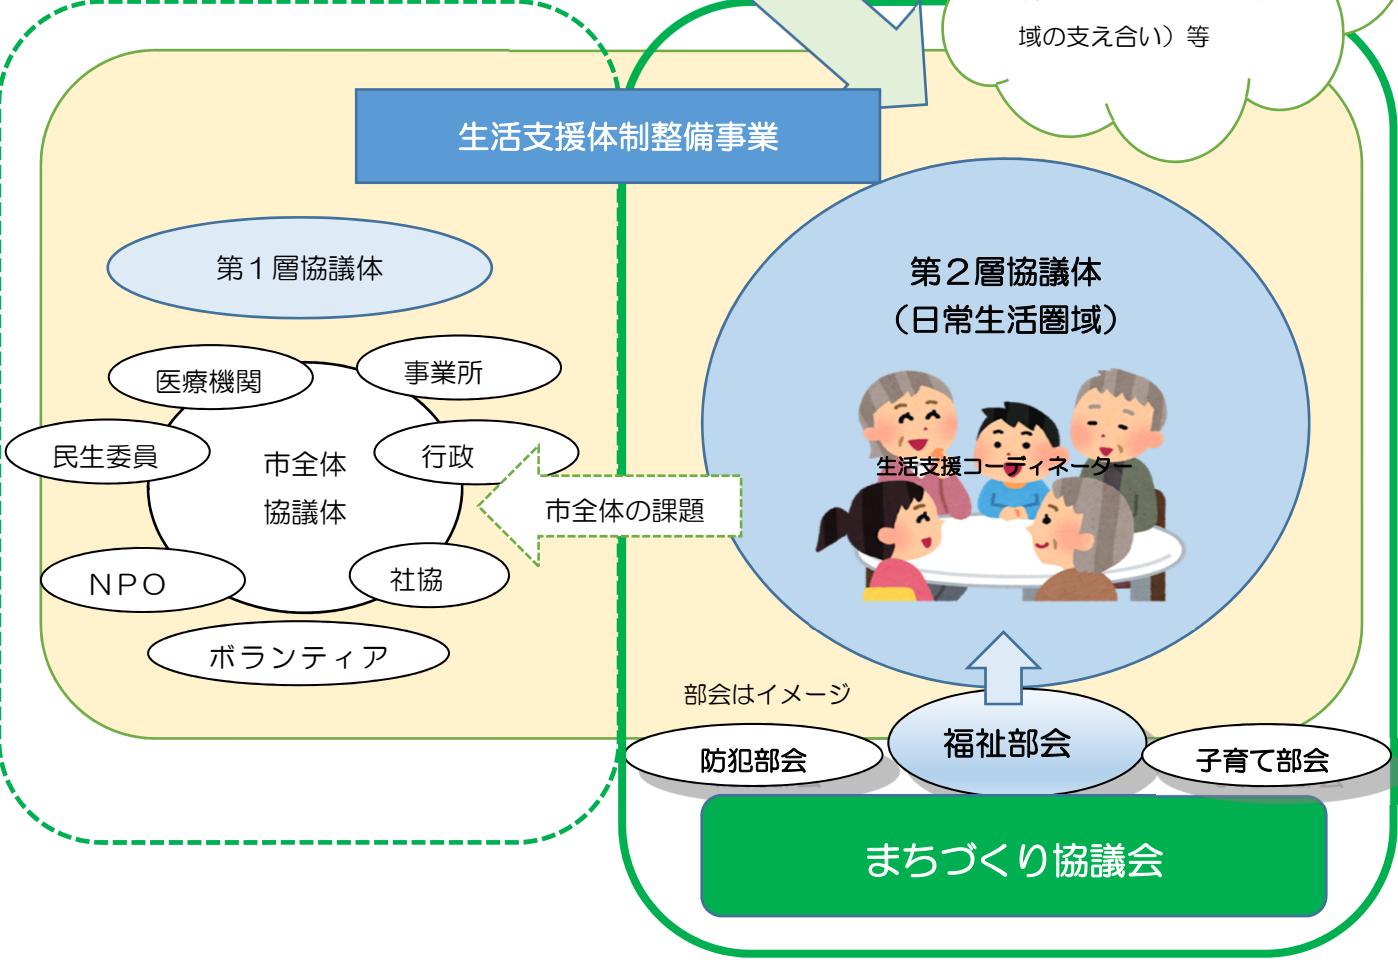 域の支え合い）等
生活支援体制整備事業
第１層協議体
医療機関
事業所
民生委員
行政
市全体
協議体
ＮＰＯ
社協
ボランティア
市全体の課題
第２層協議体
（日常生活圏域）
生活支援コーディネーター
部会はイメージ
防犯部会
福祉部会
子育て部会
まちづくり協議会